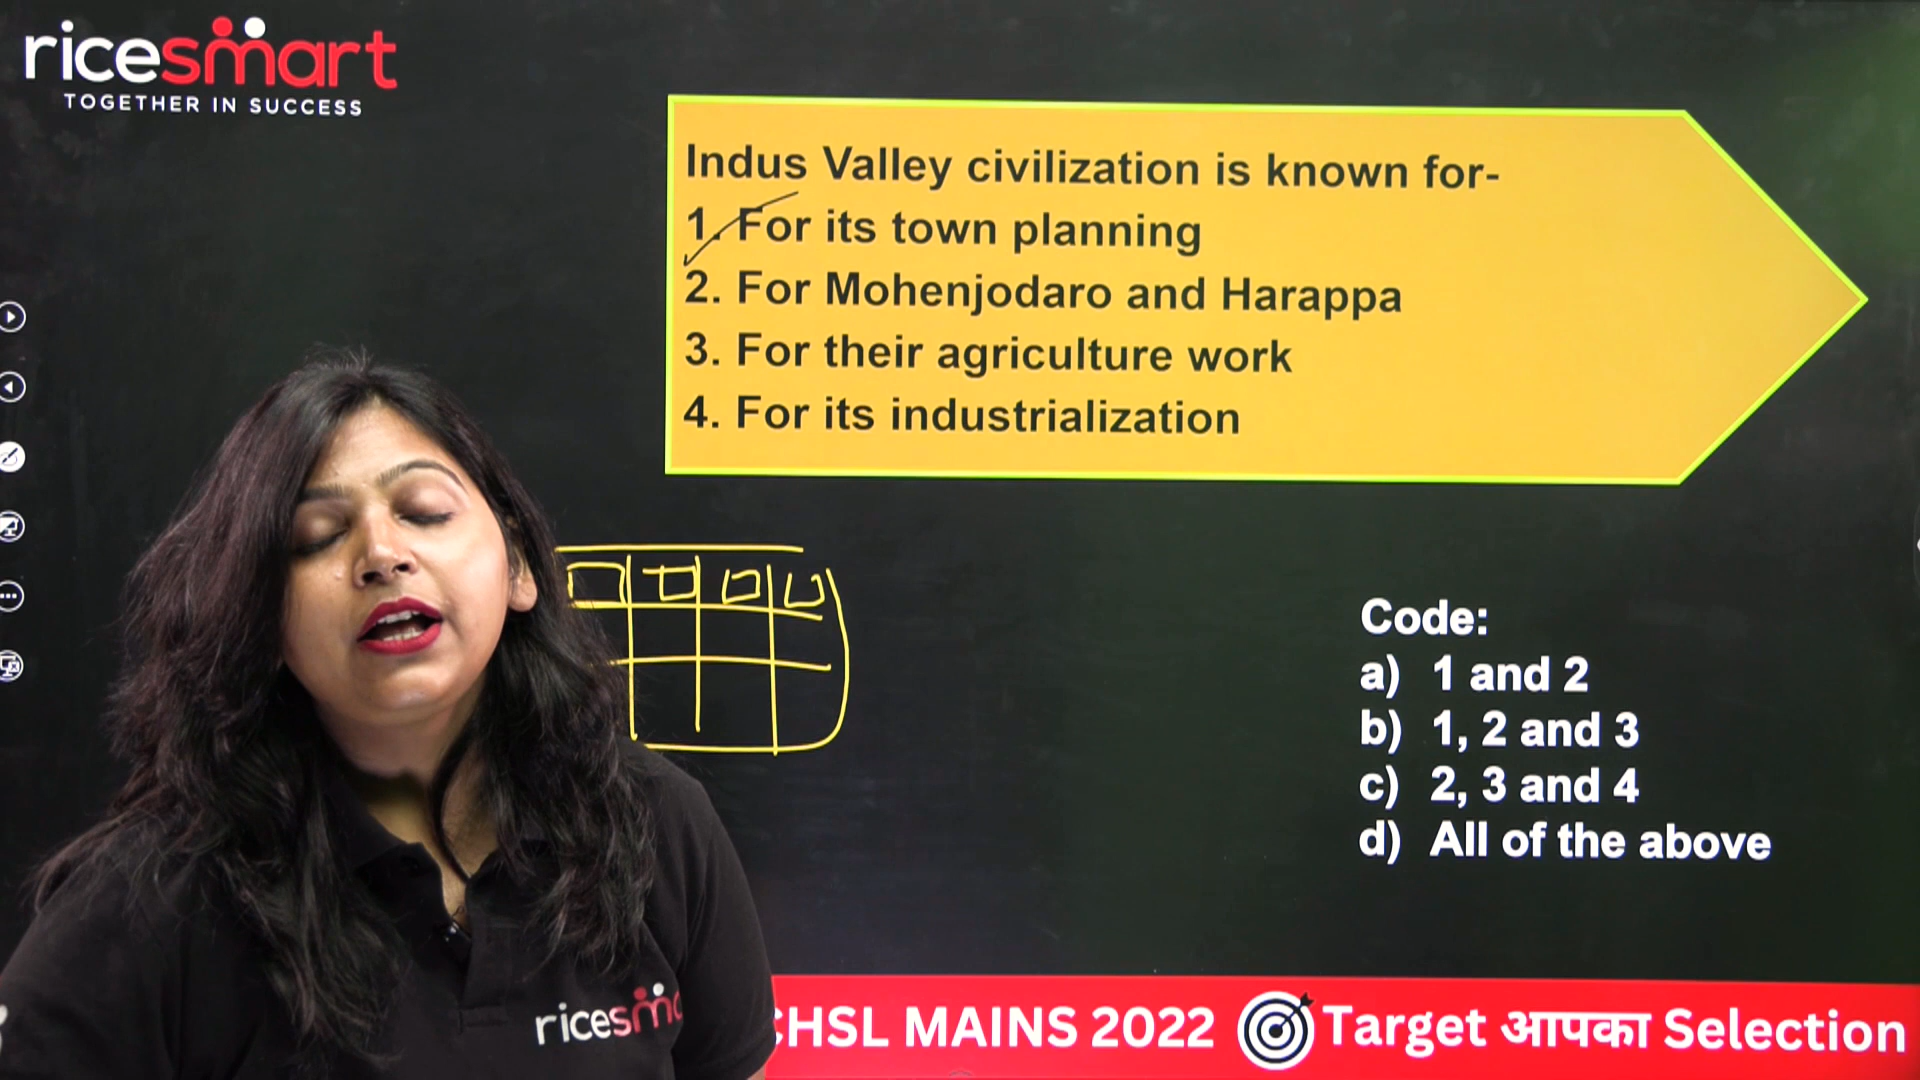 ricesmart
TOGETHER IN SUCCESS
Indus Valley civilization is known for-
1. For its town planning
2. For Mohenjodaro and Harappa
3. For their agriculture work
4. For its industrialization
Code:
a) 1 and 2
b) 1, 2 and 3
c) 2, 3 and 4
d) All of the above
ricesma
CHSL MAINS 2022 Target आपका Selection